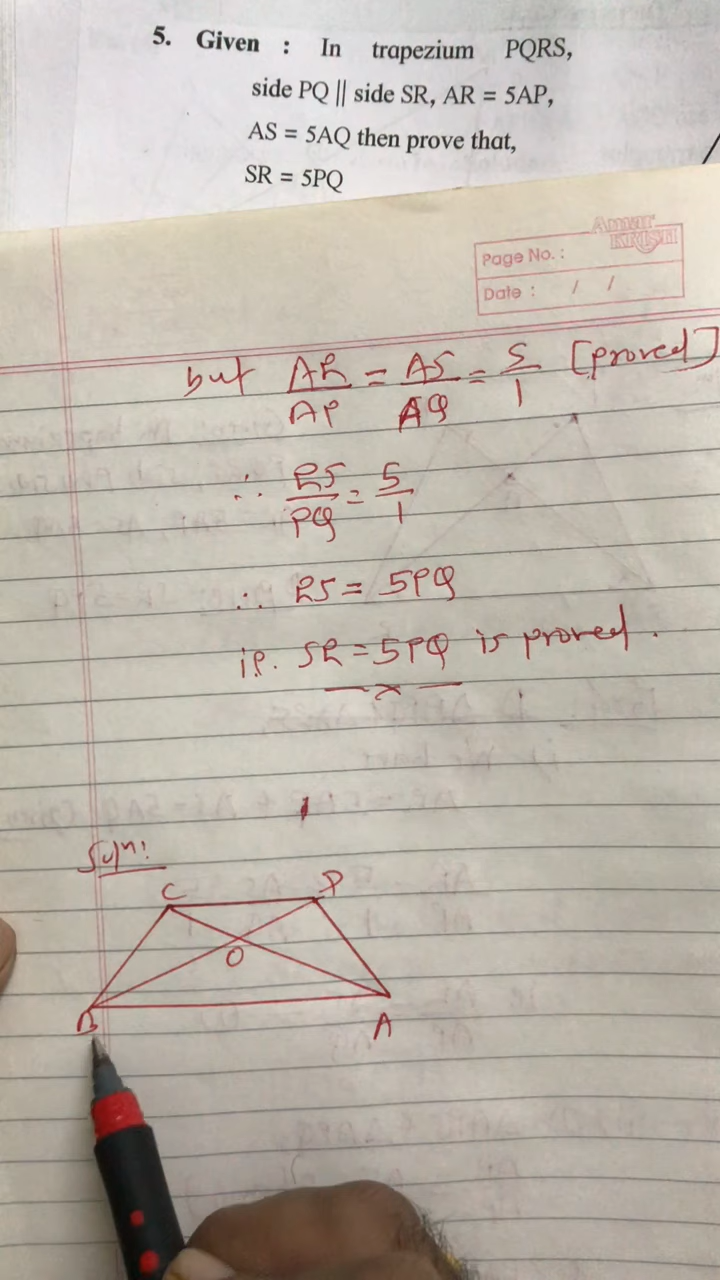 5. Given : In trapezium PQRS,
side PQ || side SR, AR = 5AP,
AS = 5AQ then prove that,
SR = 5PQ
Amar
KRISTI
Page No. :
Date : / /
but AR/AP = AS/AQ = 5/1 [proved]
∴ RS/PQ = 5/1
∴ RS = 5PQ
i.e. SR = 5PQ is proved.
Soln:
C D
O
B A